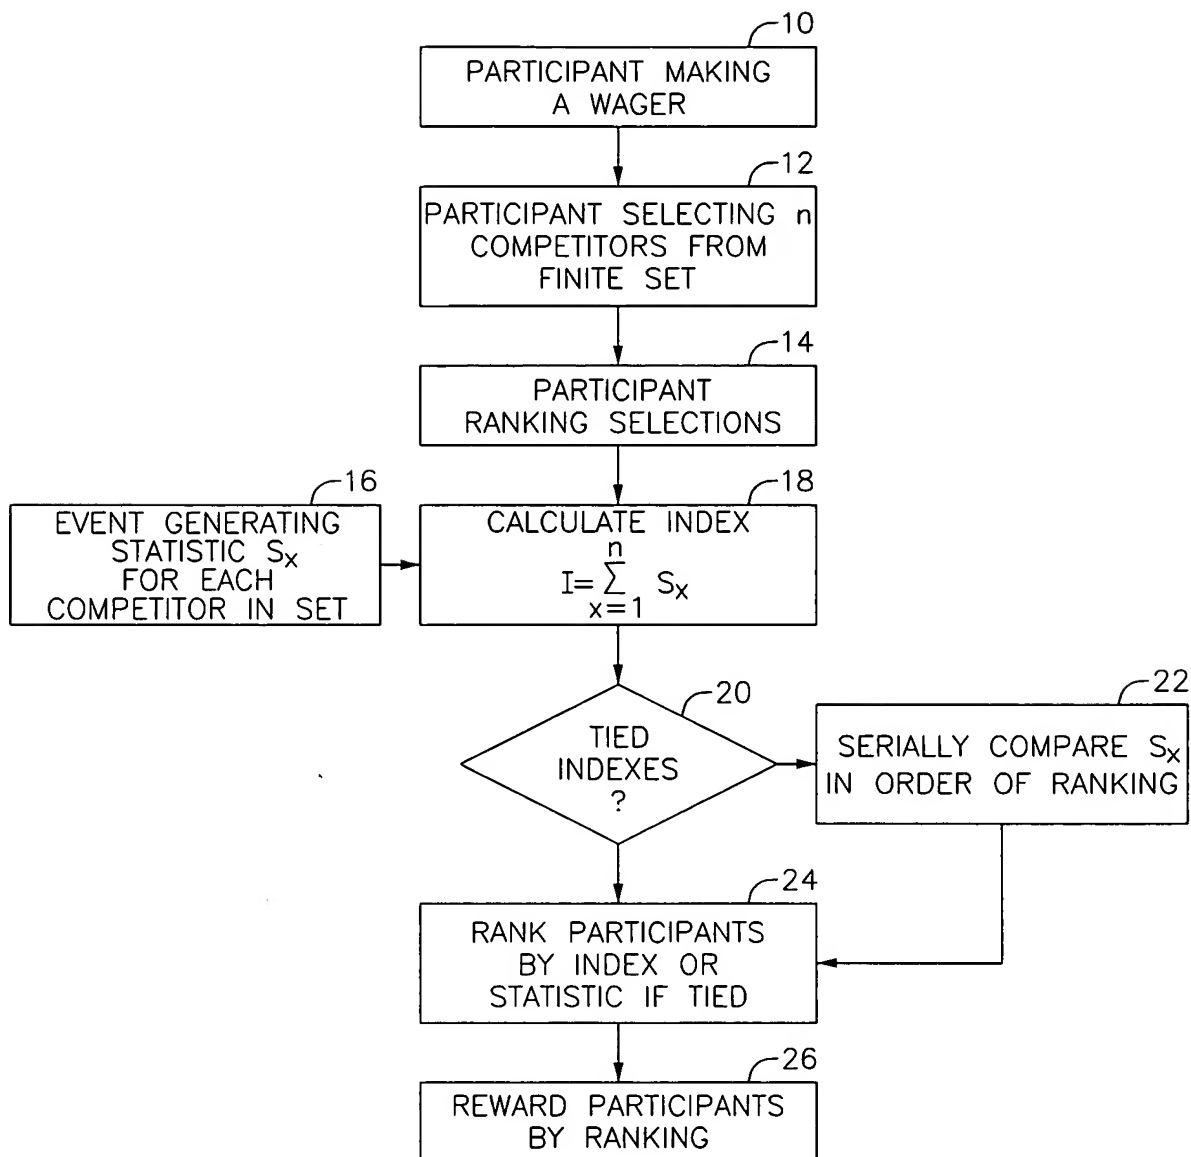 10
PARTICIPANT MAKING
A WAGER
12
PARTICIPANT SELECTING n
COMPETITORS FROM
FINITE SET
14
PARTICIPANT
RANKING SELECTIONS
16
EVENT GENERATING
STATISTIC Sx
FOR EACH
COMPETITOR IN SET
18
CALCULATE INDEX
n
I=∑ Sx
x=1
20
TIED
INDEXES
?
22
SERIALLY COMPARE Sx
IN ORDER OF RANKING
24
RANK PARTICIPANTS
BY INDEX OR
STATISTIC IF TIED
26
REWARD PARTICIPANTS
BY RANKING